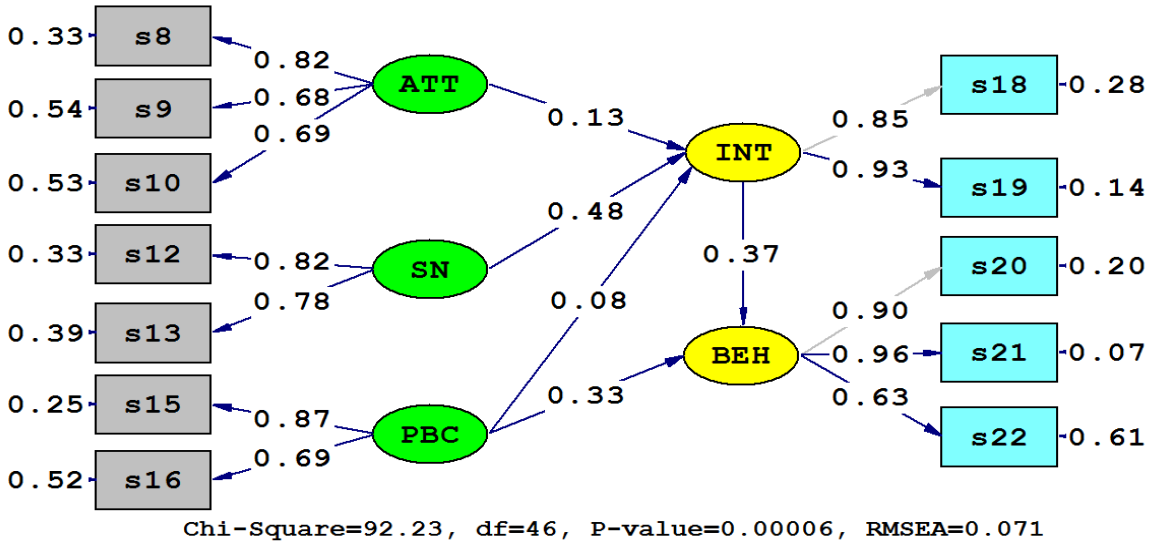 0.33 s8
0.82 ATT
s18 0.28
0.54 s9
0.68
0.13
0.85
0.69
INT
0.93
0.53 s10
s19 0.14
0.48
0.33 s12
0.82 SN
0.37
s20 0.20
0.78
0.08
0.90
0.39 s13
BEH
0.96 s21 0.07
0.25 s15
0.33
0.63
0.87 PBC
s22 0.61
0.69
0.52 s16
Chi-Square=92.23, df=46, P-value=0.00006, RMSEA=0.071